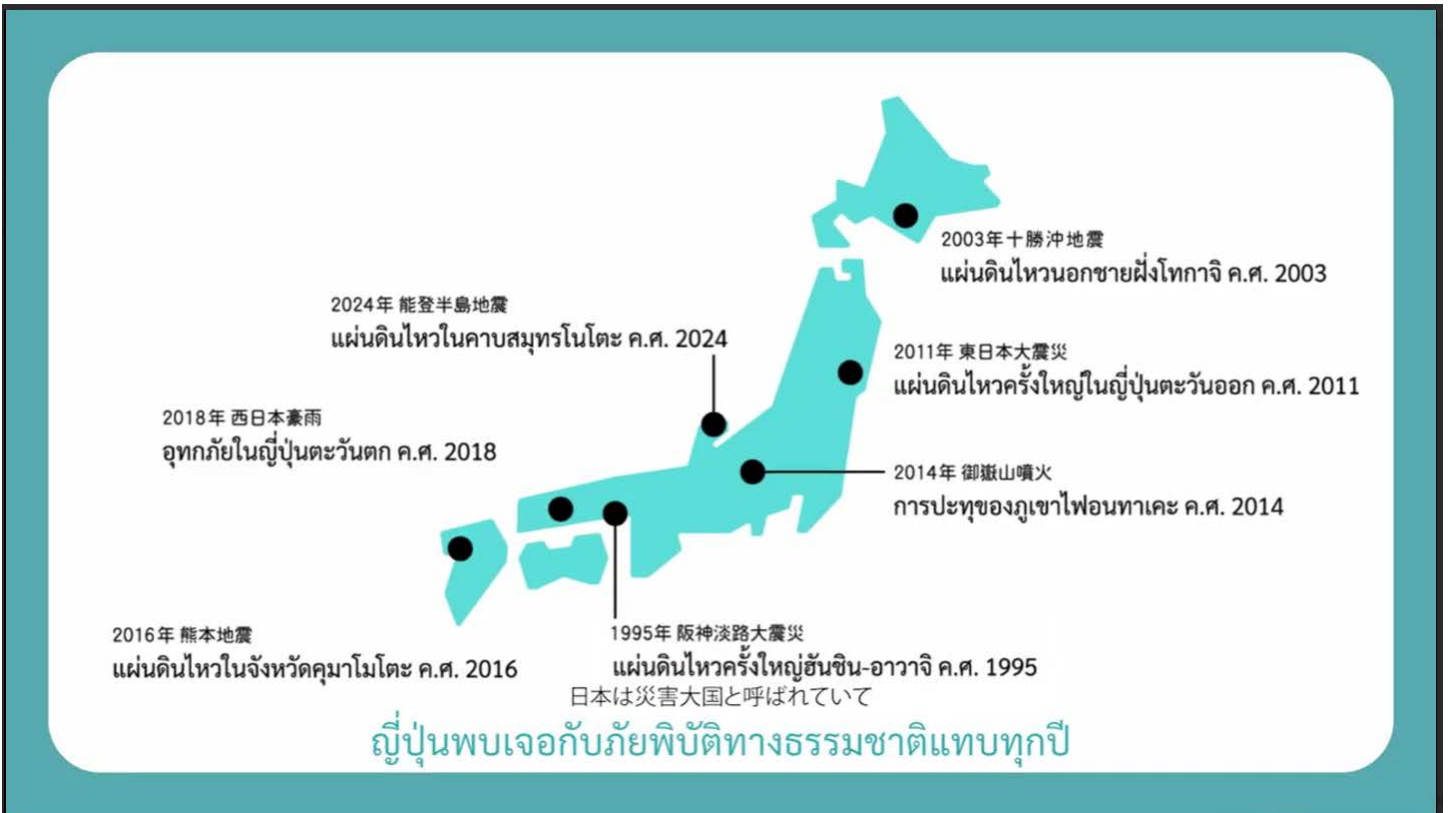 2003年十勝沖地震
แผ่นดินไหวนอกชายฝั่งโทกาจิ ค.ศ. 2003
2024年 能登半島地震
แผ่นดินไหวในคาบสมุทรโนโตะ ค.ศ. 2024
2011年 東日本大震災
แผ่นดินไหวครั้งใหญ่ในญี่ปุ่นตะวันออก ค.ศ. 2011
2018年 西日本豪雨
อุทกภัยในญี่ปุ่นตะวันตก ค.ศ. 2018
2014年 御嶽山噴火
การปะทุของภูเขาไฟอนทาเคะ ค.ศ. 2014
2016年 熊本地震
แผ่นดินไหวในจังหวัดคุมาโมโตะ ค.ศ. 2016
1995年 阪神淡路大震災
แผ่นดินไหวครั้งใหญ่ฮันชิน-อาวาจิ ค.ศ. 1995
日本は災害大国と呼ばれていて
ญี่ปุ่นพบเจอกับภัยพิบัติทางธรรมชาติแทบทุกปี